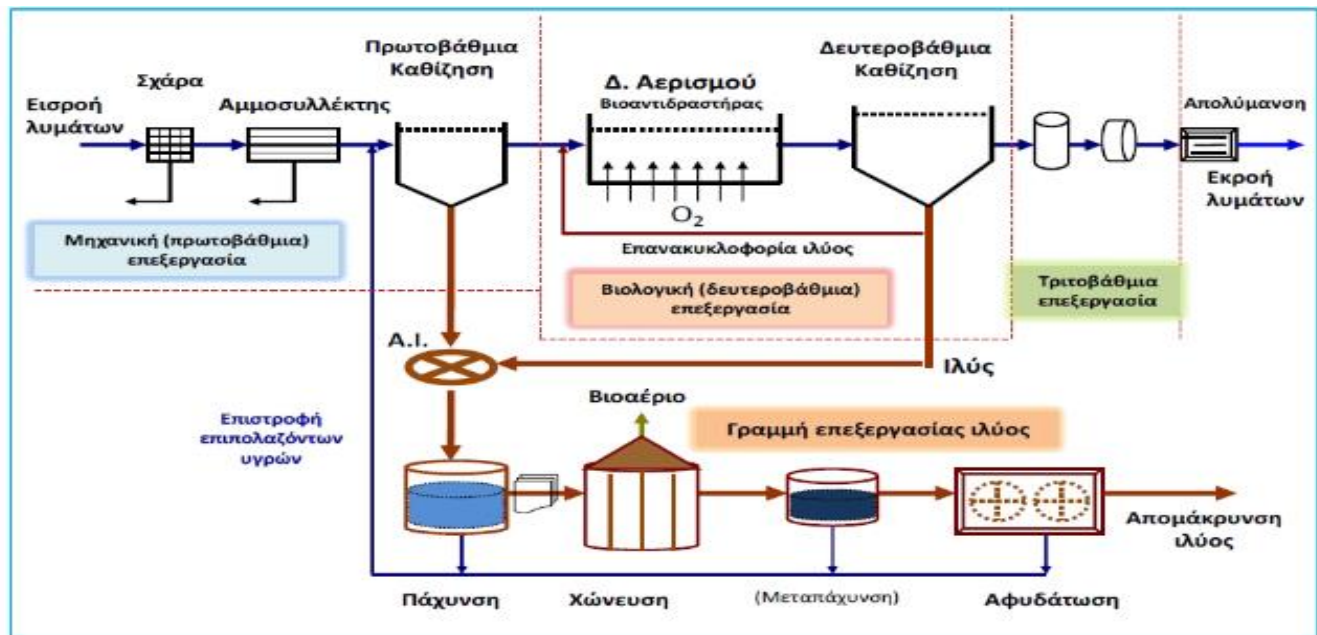 Πρωτοβάθμια
Καθίζηση
Δευτεροβάθμια
Καθίζηση
Σχάρα
Δ. Αερισμού
Βιοαντιδραστήρας
Εισροή
λυμάτων
Αμμοσυλλέκτης
Απολύμανση
Εκροή
λυμάτων
O2
Μηχανική (πρωτοβάθμια)
επεξεργασία
Επανακυκλοφορία ιλύος
Βιολογική (δευτεροβάθμια)
επεξεργασία
Τριτοβάθμια
επεξεργασία
Α.Ι.
Ιλύς
Βιοαέριο
Επιστροφή
επιπολαζόντων
υγρών
Γραμμή επεξεργασίας ιλύος
Απομάκρυνση
ιλύος
Πάχυνση
Χώνευση
(Μεταπάχυνση)
Αφυδάτωση